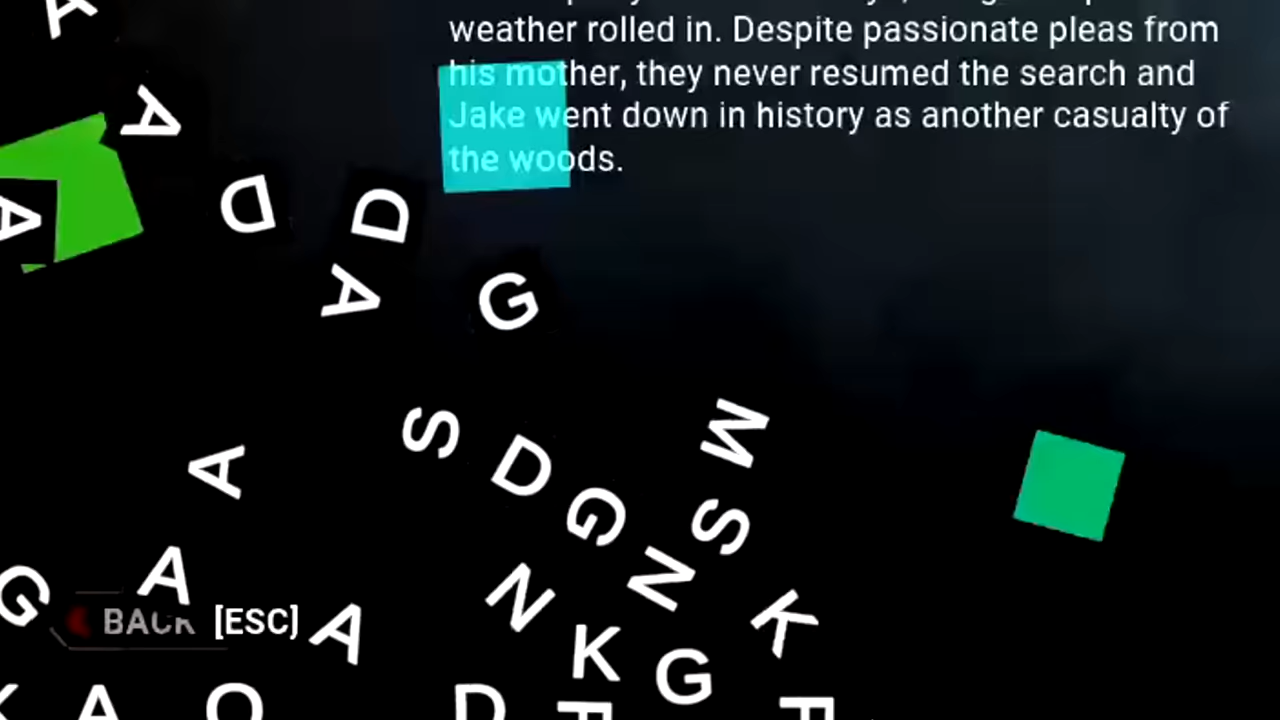 weather rolled in. Despite passionate pleas from
his mother, they never resumed the search and
Jake went down in history as another casualty of
the woods.
A
A
D D
A
A G
M
S D
A
G S
N
A N K
G
BACK [ESC] A
K G
K A O D